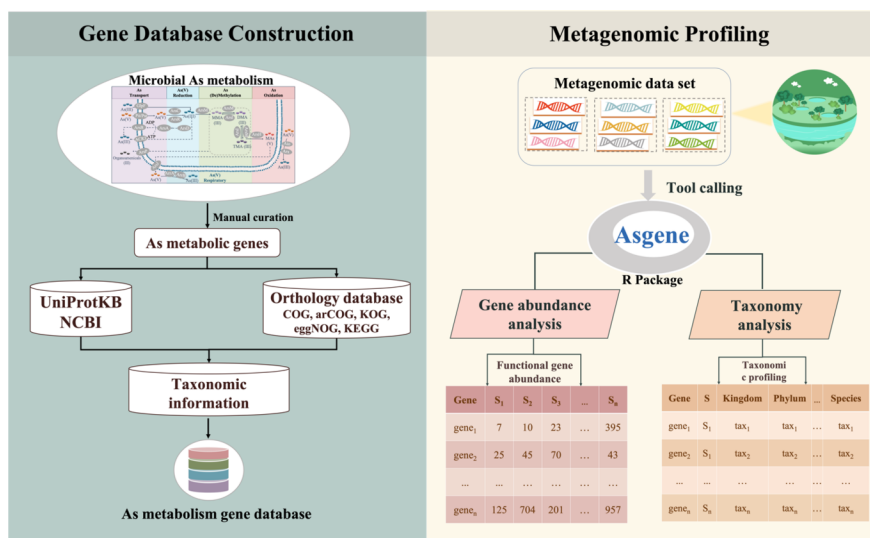 Gene Database Construction
Microbial As metabolism
As
Transport
As(V)
Reduction
As
(De)Methylation
As
Oxidation
ADP
ATP
As(V)
Respiratory
Manual curation
As metabolic genes
UniProtKB
NCBI
Orthology database
COG, arCOG, KOG,
eggNOG, KEGG
Taxonomic
information
As metabolism gene database
Metagenomic Profiling
Metagenomic data set
Tool calling
Asgene
R Package
Gene abundance
analysis
Taxonomy
analysis
Functional gene
abundance
Gene S1 S2 S3 ... Sn
gene1 7 10 23 ... 395
gene2 25 45 70 ... 43
... ... ... ... ... ...
genen 125 704 201 ... 957
Taxonomi
c profiling
Gene S Kingdom Phylum ... Species
gene1 S1 tax1 tax1 ... tax1
gene2 S1 tax2 tax2 ... tax2
... ... ... ... ... ...
genen Sn taxn taxn ... taxn